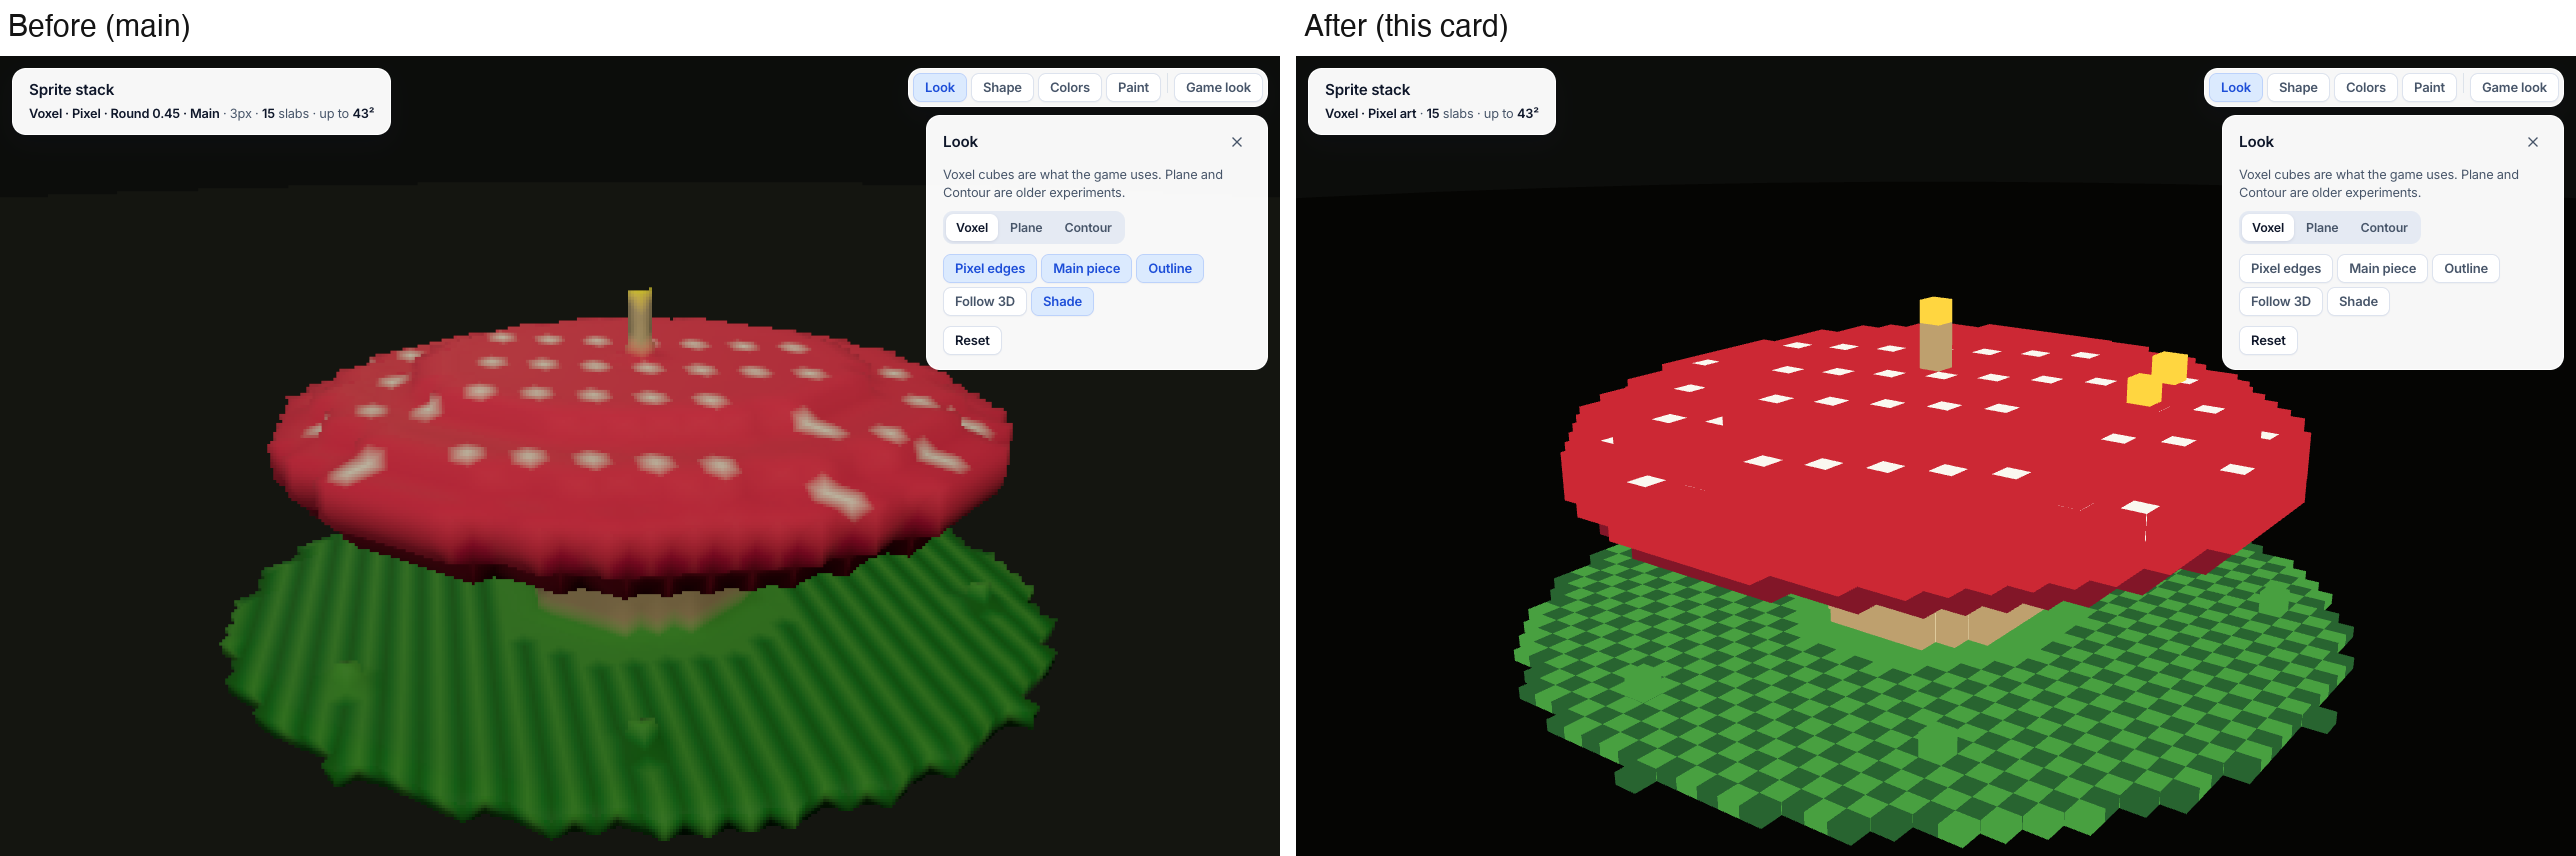 Before (main)
Sprite stack
Voxel · Pixel · Round 0.45 · Main · 3px · 15 slabs · up to 43²
Look Shape Colors Paint Game look
Look
Voxel cubes are what the game uses. Plane and
Contour are older experiments.
Voxel Plane Contour
Pixel edges Main piece Outline
Follow 3D Shade
Reset
After (this card)
Sprite stack
Voxel · Pixel art · 15 slabs · up to 43²
Look Shape Colors Paint Game look
Look
Voxel cubes are what the game uses. Plane and
Contour are older experiments.
Voxel Plane Contour
Pixel edges Main piece Outline
Follow 3D Shade
Reset